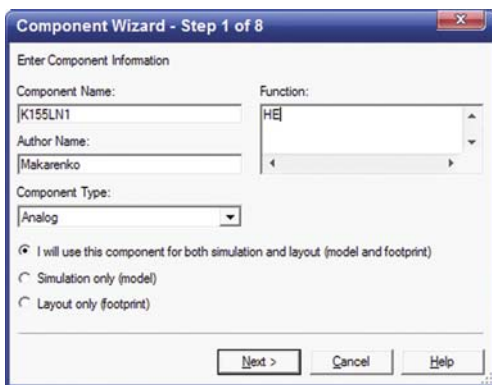 Component Wizard - Step 1 of 8
Enter Component Information
Component Name:
K155LN1
Function:
HE
Author Name:
Makarenko
Component Type:
Analog
I will use this component for both simulation and layout (model and footprint)
Simulation only (model)
Layout only (footprint)
Next >
Cancel
Help